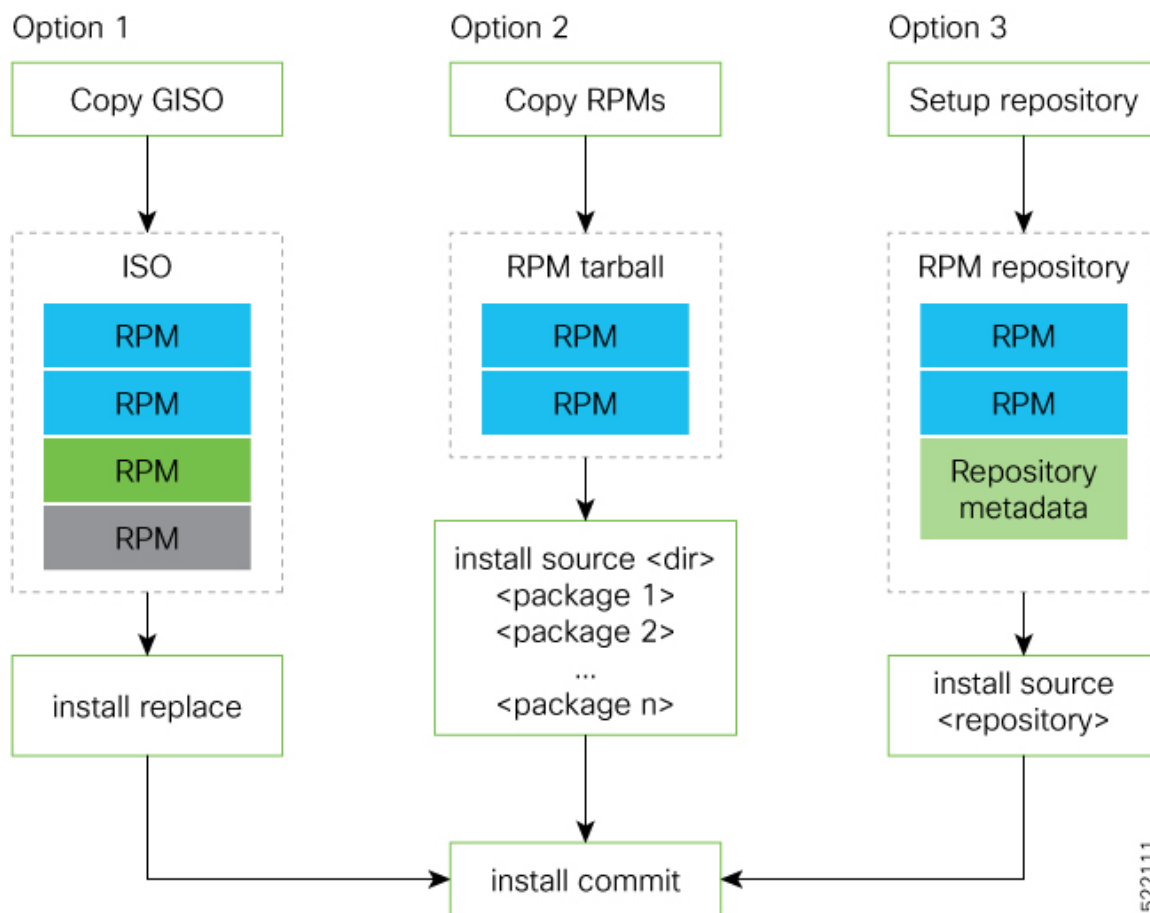 Option 1
Option 2
Option 3
Copy GISO
Copy RPMs
Setup repository
ISO
RPM
RPM
RPM
RPM
RPM tarball
RPM
RPM
RPM repository
RPM
RPM
Repository
metadata
install replace
install source <dir>
<package 1>
<package 2>
...
<package n>
install source
<repository>
install commit
522111